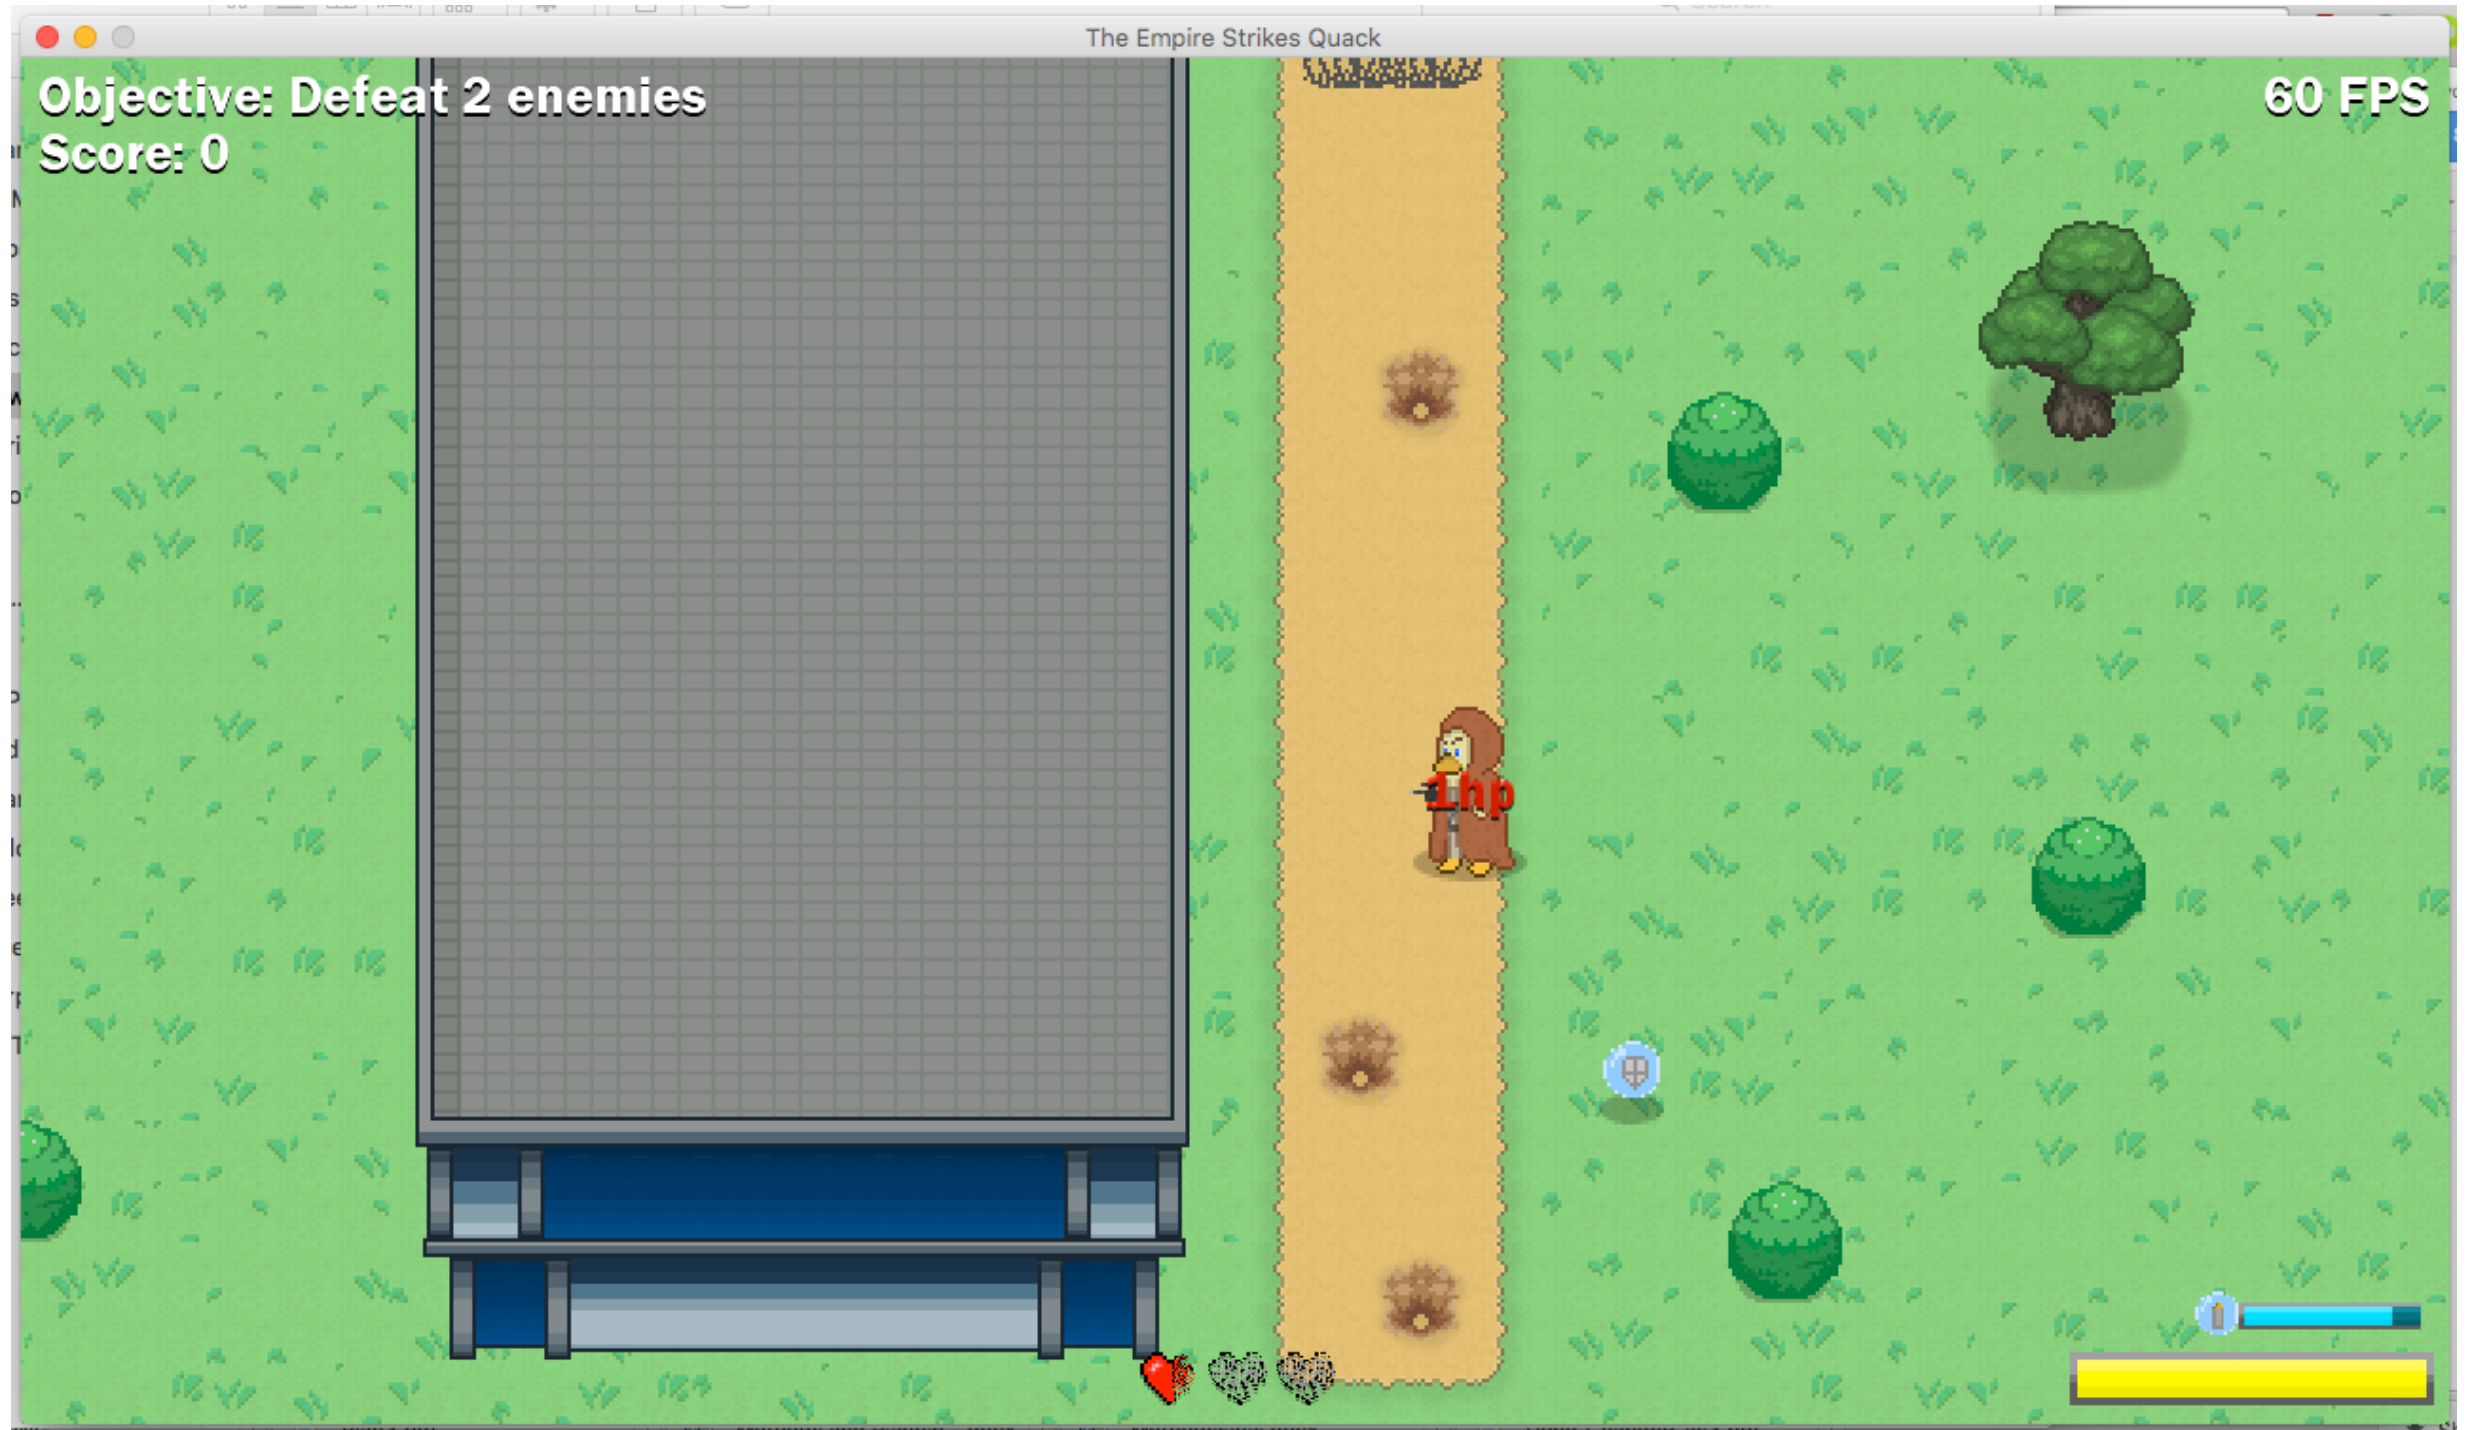 The Empire Strikes Quack
Objective: Defeat 2 enemies
60 FPS
Score: 0
1hp